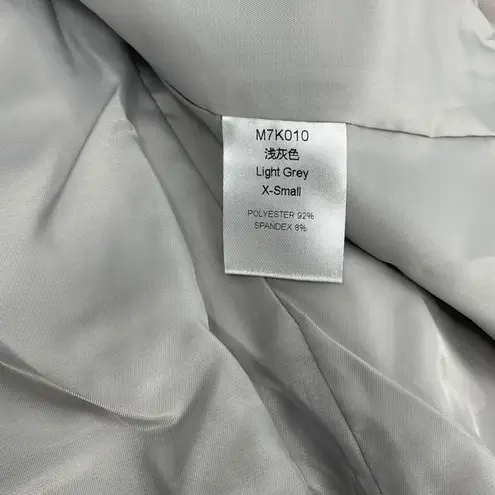 M7K010
浅灰色
Light Grey
X-Small
POLYESTER 92%
SPANDEX 8%